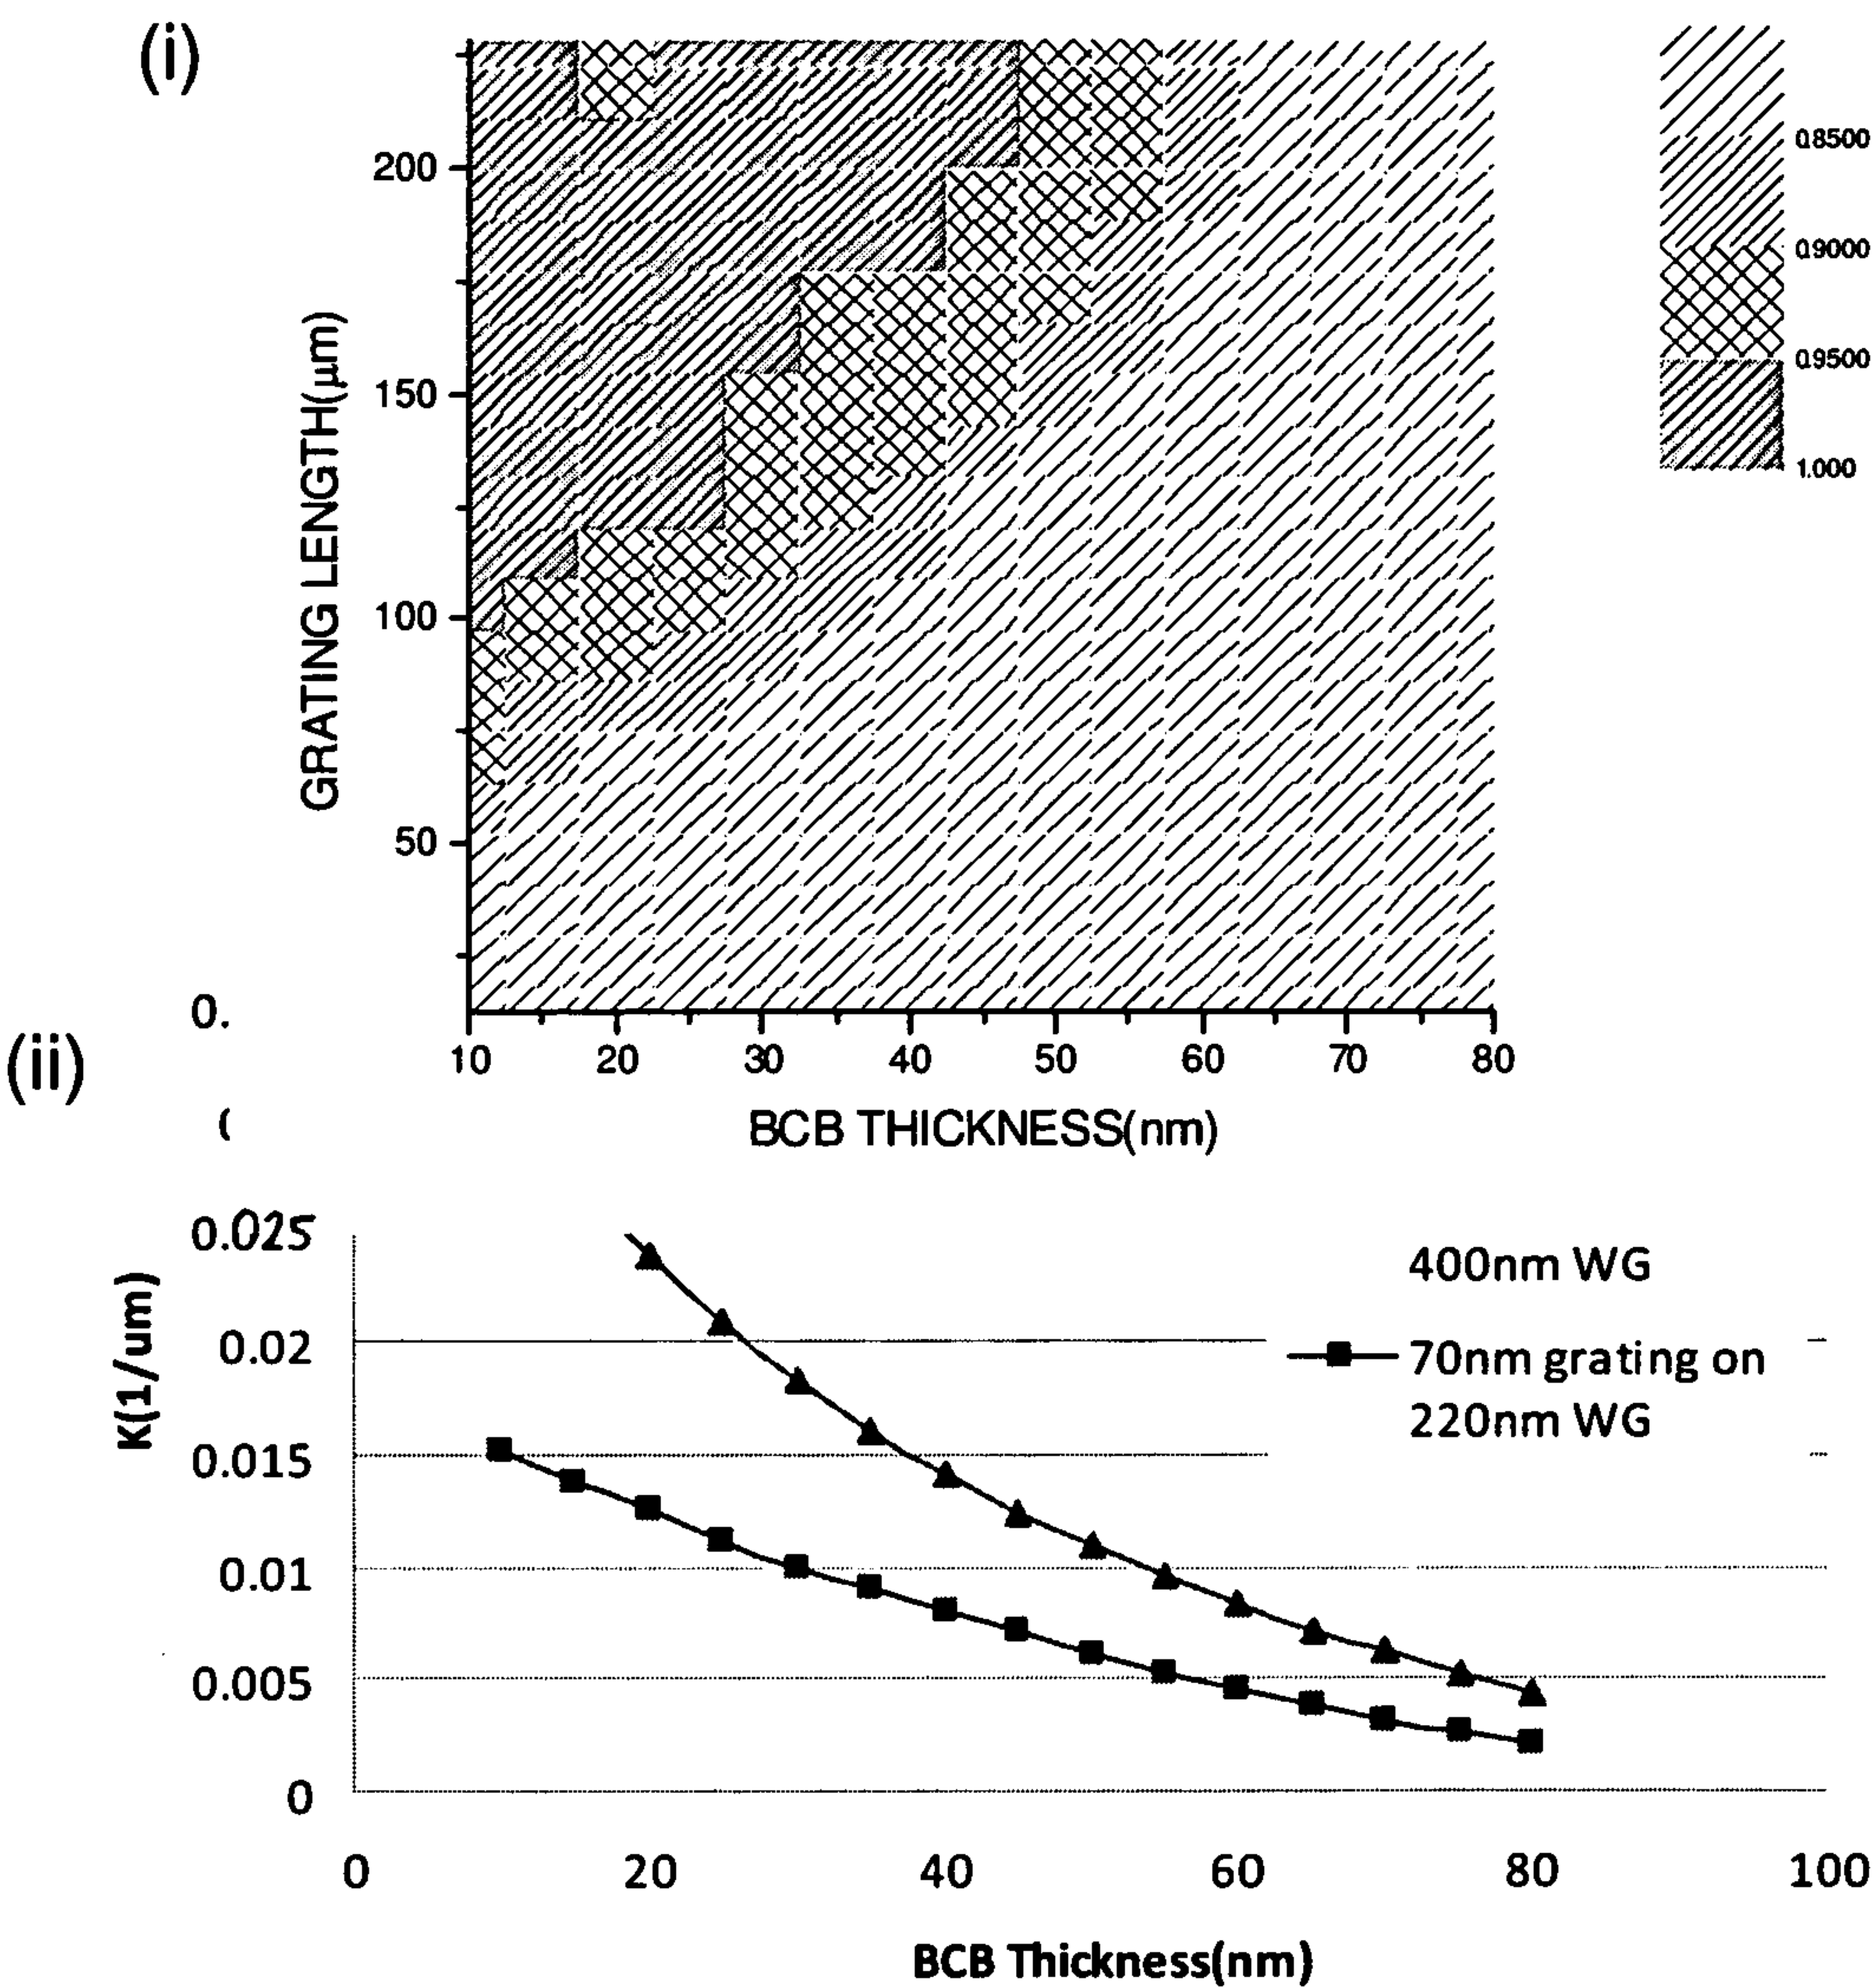 (i)
GRATING LENGTH(µm)
200
150
100
50
0.
10 20 30 40 50 60 70 80
BCB THICKNESS(nm)
0.8500
0.9000
0.9500
1.000
(ii)
(
K(1/um)
0.025
0.02
0.015
0.01
0.005
0
0 20 40 60 80 100
BCB Thickness(nm)
400nm WG
70nm grating on
220nm WG